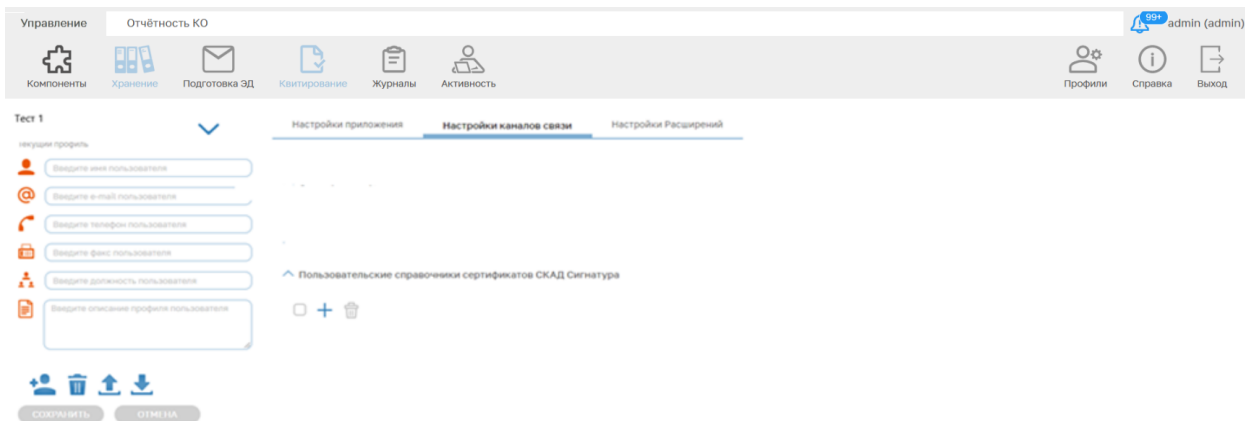 Управление Отчётность КО 99+ admin (admin)
Компоненты Хранение Подготовка ЭД Квитирование Журналы Активность Профили Справка Выход
Тест 1
Настройки приложения Настройки каналов связи Настройки Расширений
текущий профиль
Введите имя пользователя
Введите e-mail пользователя
Введите телефон пользователя
Введите факс пользователя
Пользовательские справочники сертификатов СКАД Сигнатура
Введите должность пользователя
Введите описание профиля пользователя
СОХРАНИТЬ ОТМЕНА